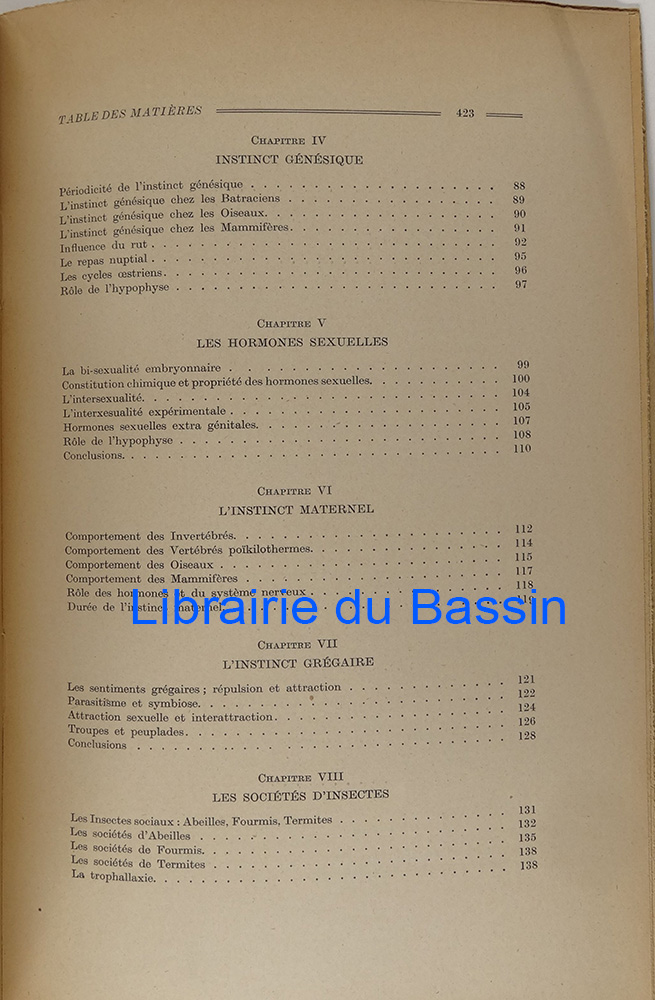 TABLE DES MATIÈRES 423
CHAPITRE IV
INSTINCT GÉNÉSIQUE
Périodicité de l'instinct génésique . . . . . . . . . . . . . . . . . . . 88
L'instinct génésique chez les Batraciens . . . . . . . . . . . . . . . . 89
L'instinct génésique chez les Oiseaux. . . . . . . . . . . . . . . . . . 90
L'instinct génésique chez les Mammifères. . . . . . . . . . . . . . . . 91
Influence du rut . . . . . . . . . . . . . . . . . . . . . . . . . . 92
Le repas nuptial . . . . . . . . . . . . . . . . . . . . . . . . . . 95
Les cycles œstriens. . . . . . . . . . . . . . . . . . . . . . . . . 96
Rôle de l'hypophyse . . . . . . . . . . . . . . . . . . . . . . . . 97
CHAPITRE V
LES HORMONES SEXUELLES
La bi-sexualité embryonnaire . . . . . . . . . . . . . . . . . . . . 99
Constitution chimique et propriété des hormones sexuelles. . . . . . . . . 100
L'intersexualité. . . . . . . . . . . . . . . . . . . . . . . . . . 104
L'interxesualité expérimentale . . . . . . . . . . . . . . . . . . . . 105
Hormones sexuelles extra génitales. . . . . . . . . . . . . . . . . . 107
Rôle de l'hypophyse . . . . . . . . . . . . . . . . . . . . . . . . 108
Conclusions. . . . . . . . . . . . . . . . . . . . . . . . . . . . 110
CHAPITRE VI
L'INSTINCT MATERNEL
Comportement des Invertébrés. . . . . . . . . . . . . . . . . . . . 112
Comportement des Vertébrés poïkilothermes. . . . . . . . . . . . . . 114
Comportement des Oiseaux . . . . . . . . . . . . . . . . . . . . . 115
Comportement des Mammifères . . . . . . . . . . . . . . . . . . . 117
Rôle des hormones et du système nerveux . . . . . . . . . . . . . . . 118
Durée de l'instinct maternel. . . . . . . . . . . . . . . . . . . . . 119
Librairie du Bassin
CHAPITRE VII
L'INSTINCT GRÉGAIRE
Les sentiments grégaires ; répulsion et attraction . . . . . . . . . . . . 121
Parasitisme et symbiose. . . . . . . . . . . . . . . . . . . . . . . 122
Attraction sexuelle et interattraction. . . . . . . . . . . . . . . . . . 124
Troupes et peuplades. . . . . . . . . . . . . . . . . . . . . . . . 126
Conclusions . . . . . . . . . . . . . . . . . . . . . . . . . . . 128
CHAPITRE VIII
LES SOCIÉTÉS D'INSECTES
Les Insectes sociaux : Abeilles, Fourmis, Termites . . . . . . . . . . . . 131
Les sociétés d'Abeilles . . . . . . . . . . . . . . . . . . . . . . . 132
Les sociétés de Fourmis. . . . . . . . . . . . . . . . . . . . . . . 135
Les sociétés de Termites . . . . . . . . . . . . . . . . . . . . . . 138
La trophallaxie. . . . . . . . . . . . . . . . . . . . . . . . . . . 138